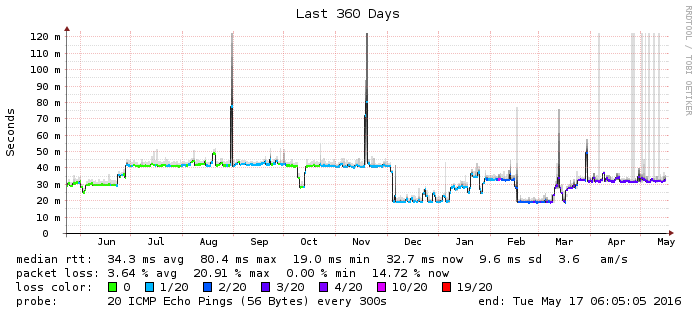 Last 360 Days
RRDTOOL / TOBI OETIKER
Seconds
120 m
110 m
100 m
90 m
80 m
70 m
60 m
50 m
40 m
30 m
20 m
10 m
0
Jun Jul Aug Sep Oct Nov Dec Jan Feb Mar Apr May
median rtt: 34.3 ms avg 80.4 ms max 19.0 ms min 32.7 ms now 9.6 ms sd 3.6 am/s
packet loss: 3.64 % avg 20.91 % max 0.00 % min 14.72 % now
loss color: 0 1/20 2/20 3/20 4/20 10/20 19/20
probe: 20 ICMP Echo Pings (56 Bytes) every 300s end: Tue May 17 06:05:05 2016